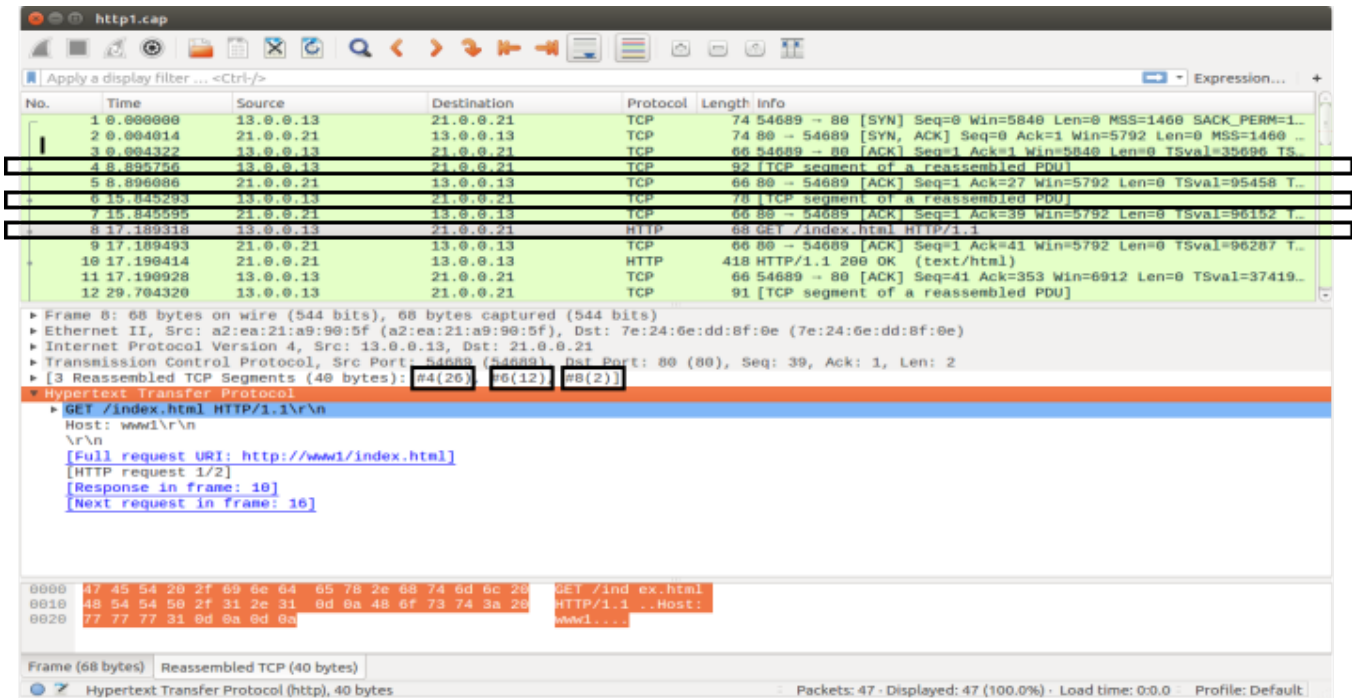 http1.cap
Apply a display filter ... <Ctrl-/>
Expression...
+
No. Time Source Destination Protocol Length Info
1 0.000000 13.0.0.13 21.0.0.21 TCP 74 54689 → 80 [SYN] Seq=0 Win=5840 Len=0 MSS=1460 SACK_PERM=1...
2 0.004014 21.0.0.21 13.0.0.13 TCP 74 80 → 54689 [SYN, ACK] Seq=0 Ack=1 Win=5792 Len=0 MSS=1460 ...
3 0.004322 13.0.0.13 21.0.0.21 TCP 66 54689 → 80 [ACK] Seq=1 Ack=1 Win=5840 Len=0 TSval=35696 TS...
4 8.895756 13.0.0.13 21.0.0.21 TCP 92 [TCP segment of a reassembled PDU]
5 8.896086 21.0.0.21 13.0.0.13 TCP 66 80 → 54689 [ACK] Seq=1 Ack=27 Win=5792 Len=0 TSval=95458 T...
6 15.845293 13.0.0.13 21.0.0.21 TCP 78 [TCP segment of a reassembled PDU]
7 15.845595 21.0.0.21 13.0.0.13 TCP 66 80 → 54689 [ACK] Seq=1 Ack=39 Win=5792 Len=0 TSval=96152 T...
8 17.189318 13.0.0.13 21.0.0.21 HTTP 68 GET /index.html HTTP/1.1
9 17.189493 21.0.0.21 13.0.0.13 TCP 66 80 → 54689 [ACK] Seq=1 Ack=41 Win=5792 Len=0 TSval=96287 T...
10 17.190414 21.0.0.21 13.0.0.13 HTTP 418 HTTP/1.1 200 OK (text/html)
11 17.190928 13.0.0.13 21.0.0.21 TCP 66 54689 → 80 [ACK] Seq=41 Ack=353 Win=6912 Len=0 TSval=37419...
12 29.704320 13.0.0.13 21.0.0.21 TCP 91 [TCP segment of a reassembled PDU]
Frame 8: 68 bytes on wire (544 bits), 68 bytes captured (544 bits)
Ethernet II, Src: a2:ea:21:a9:90:5f (a2:ea:21:a9:90:5f), Dst: 7e:24:6e:dd:8f:0e (7e:24:6e:dd:8f:0e)
Internet Protocol Version 4, Src: 13.0.0.13, Dst: 21.0.0.21
Transmission Control Protocol, Src Port: 54689 (54689), Dst Port: 80 (80), Seq: 39, Ack: 1, Len: 2
[3 Reassembled TCP Segments (40 bytes): #4(26), #6(12), #8(2)]
Hypertext Transfer Protocol
GET /index.html HTTP/1.1\r\n
Host: www1\r\n
\r\n
[Full request URI: http://www1/index.html]
[HTTP request 1/2]
[Response in frame: 10]
[Next request in frame: 16]
0000 47 45 54 20 2f 69 6e 64 65 78 2e 68 74 6d 6c 20 GET /ind ex.html
0010 48 54 54 50 2f 31 2e 31 0d 0a 48 6f 73 74 3a 20 HTTP/1.1 ..Host:
0020 77 77 77 31 0d 0a 0d 0a www1....
Frame (68 bytes) Reassembled TCP (40 bytes)
Hypertext Transfer Protocol (http), 40 bytes
Packets: 47 · Displayed: 47 (100.0%) · Load time: 0:0.0
Profile: Default